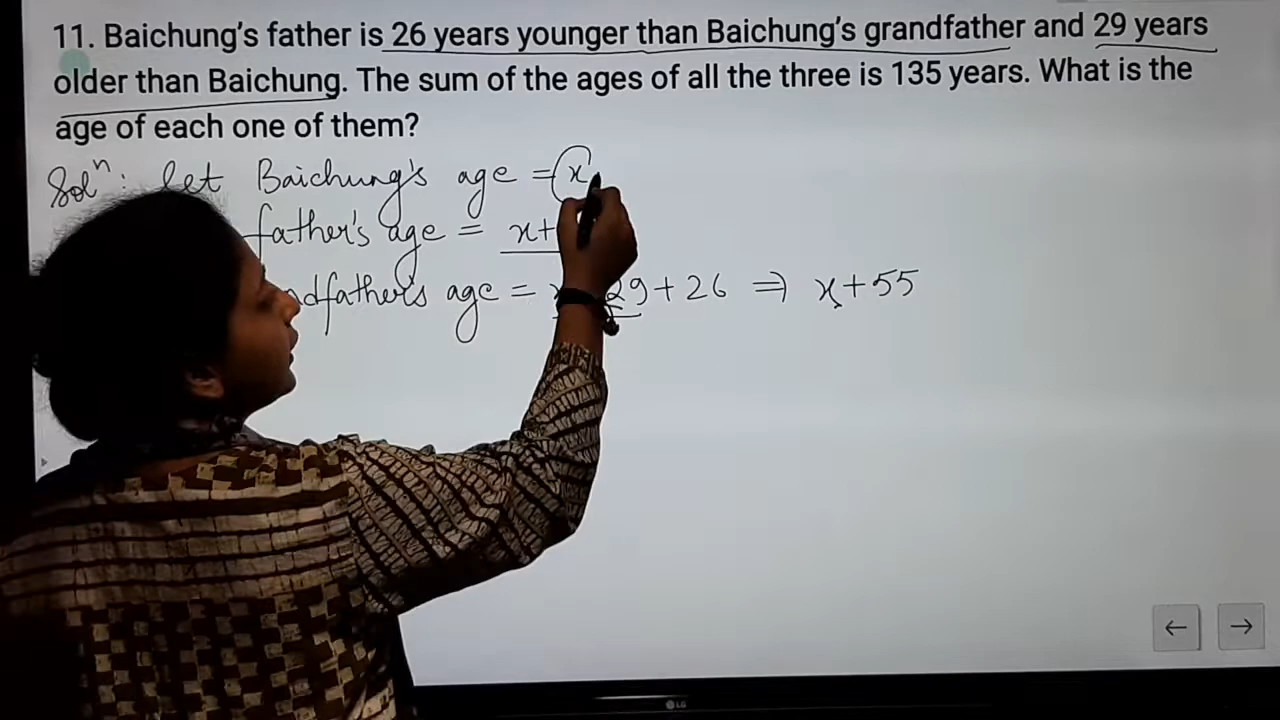 11. Baichung's father is 26 years younger than Baichung's grandfather and 29 years
older than Baichung. The sum of the ages of all the three is 135 years. What is the
age of each one of them?
Solⁿ: let Baichung's age = x
father's age = x+
age = 29+26 ⇒ x+55
LG